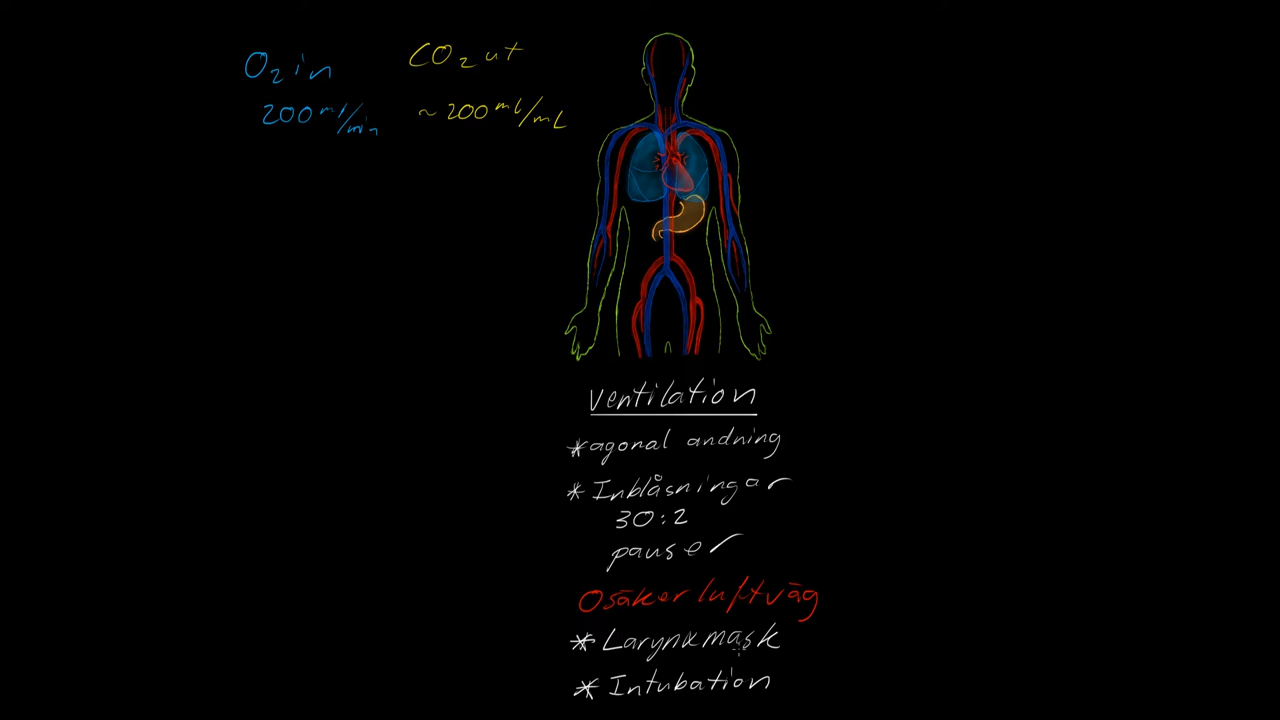 O2 in
200 ml/min
CO2 ut
~200 ml/mL
Ventilation
*agonal andning
*Inblåsningar
30:2
pauser
Osäker luftväg
*Larynxmask
*Intubation